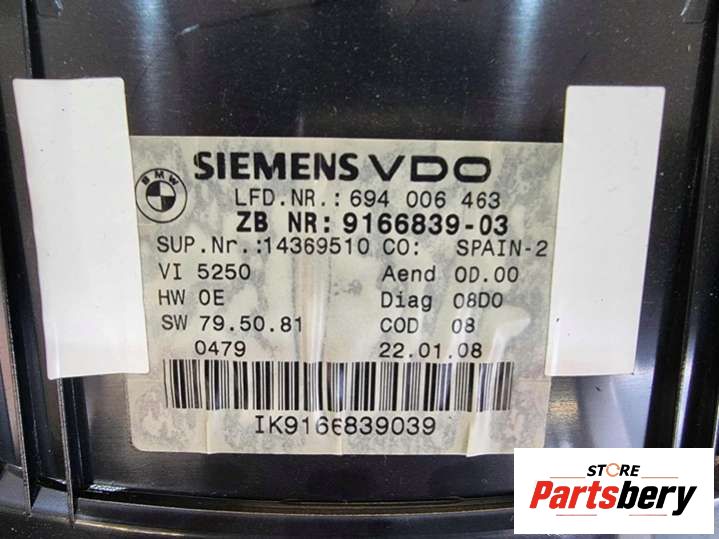 SIEMENS VDO
BMW
LFD.NR.: 694 006 463
ZB NR: 9166839-03
SUP.Nr.:14369510 CO: SPAIN-2
VI 5250 Aend 0D.00
HW 0E Diag 08D0
SW 79.50.81 COD 08
0479 22.01.08
IK9166839039
STORE
Partsbery